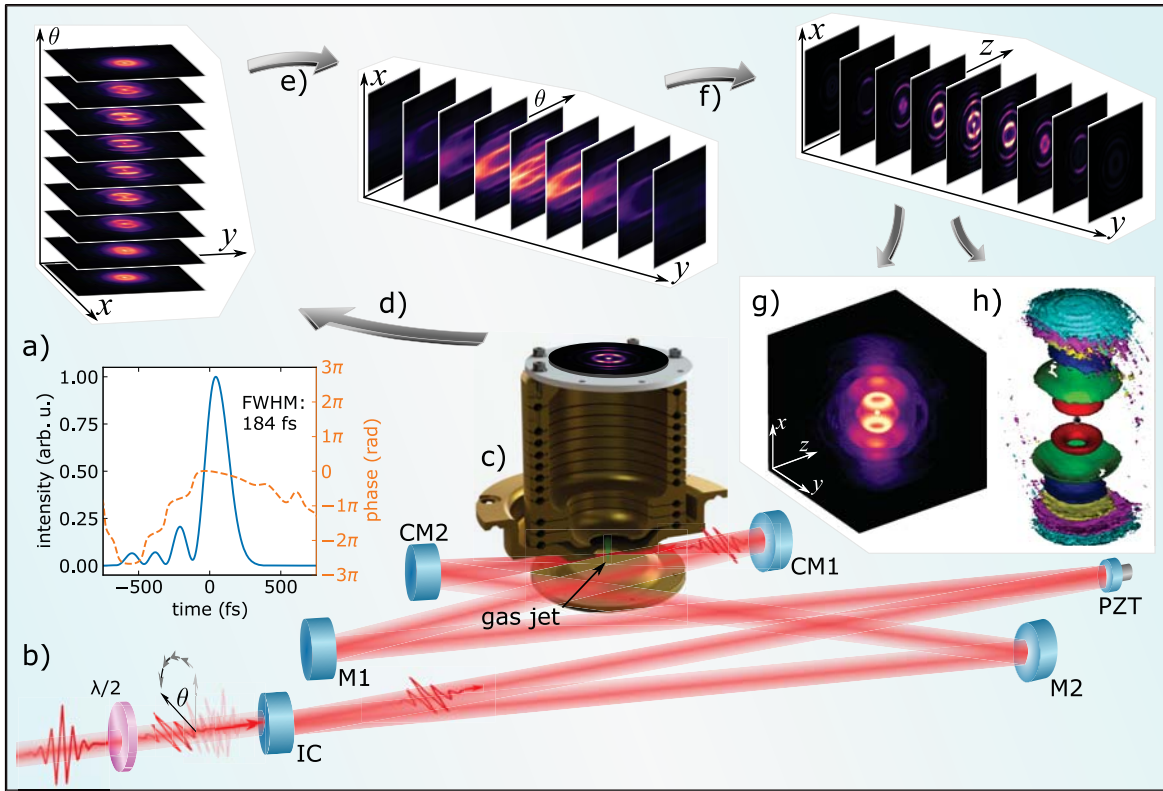 θ
y
x
e)
x
θ
y
f)
x
z
y
d)
g)
x
z
y
h)
a)
intensity (arb. u.)
1.00
0.75
0.50
0.25
0.00
−500
0
500
time (fs)
FWHM:
184 fs
3π
2π
1π
0
−1π
−2π
−3π
phase (rad)
c)
CM2
CM1
gas jet
PZT
M1
M2
b)
λ/2
θ
IC